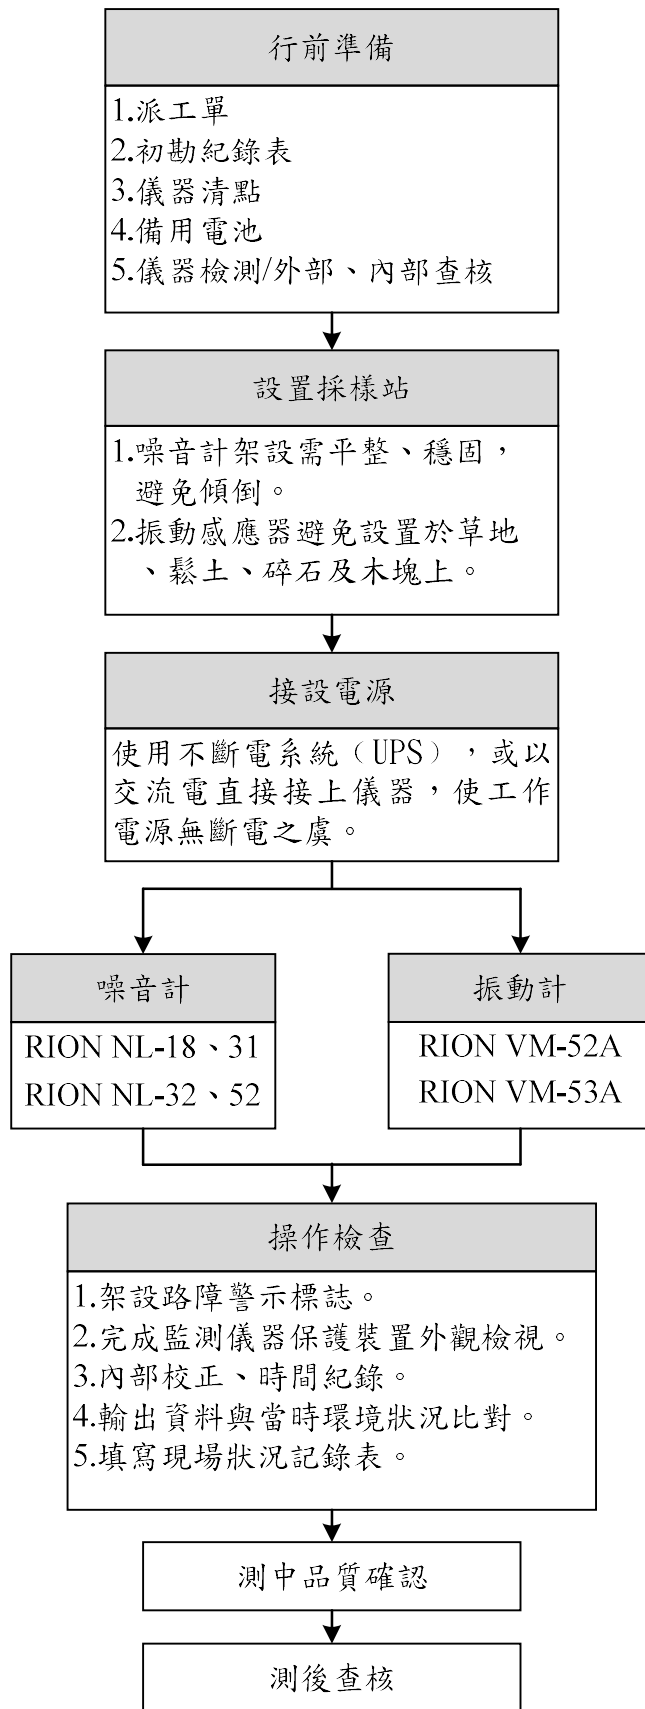 行前準備
1.派工單
2.初勘紀錄表
3.儀器清點
4.備用電池
5.儀器檢測/外部、內部查核
設置採樣站
1.噪音計架設需平整、穩固，
避免傾倒。
2.振動感應器避免設置於草地
、鬆土、碎石及木塊上。
接設電源
使用不斷電系統（UPS），或以
交流電直接接上儀器，使工作
電源無斷電之虞。
噪音計
RION NL-18、31
RION NL-32、52
振動計
RION VM-52A
RION VM-53A
操作檢查
1.架設路障警示標誌。
2.完成監測儀器保護裝置外觀檢視。
3.內部校正、時間紀錄。
4.輸出資料與當時環境狀況比對。
5.填寫現場狀況記錄表。
測中品質確認
測後查核